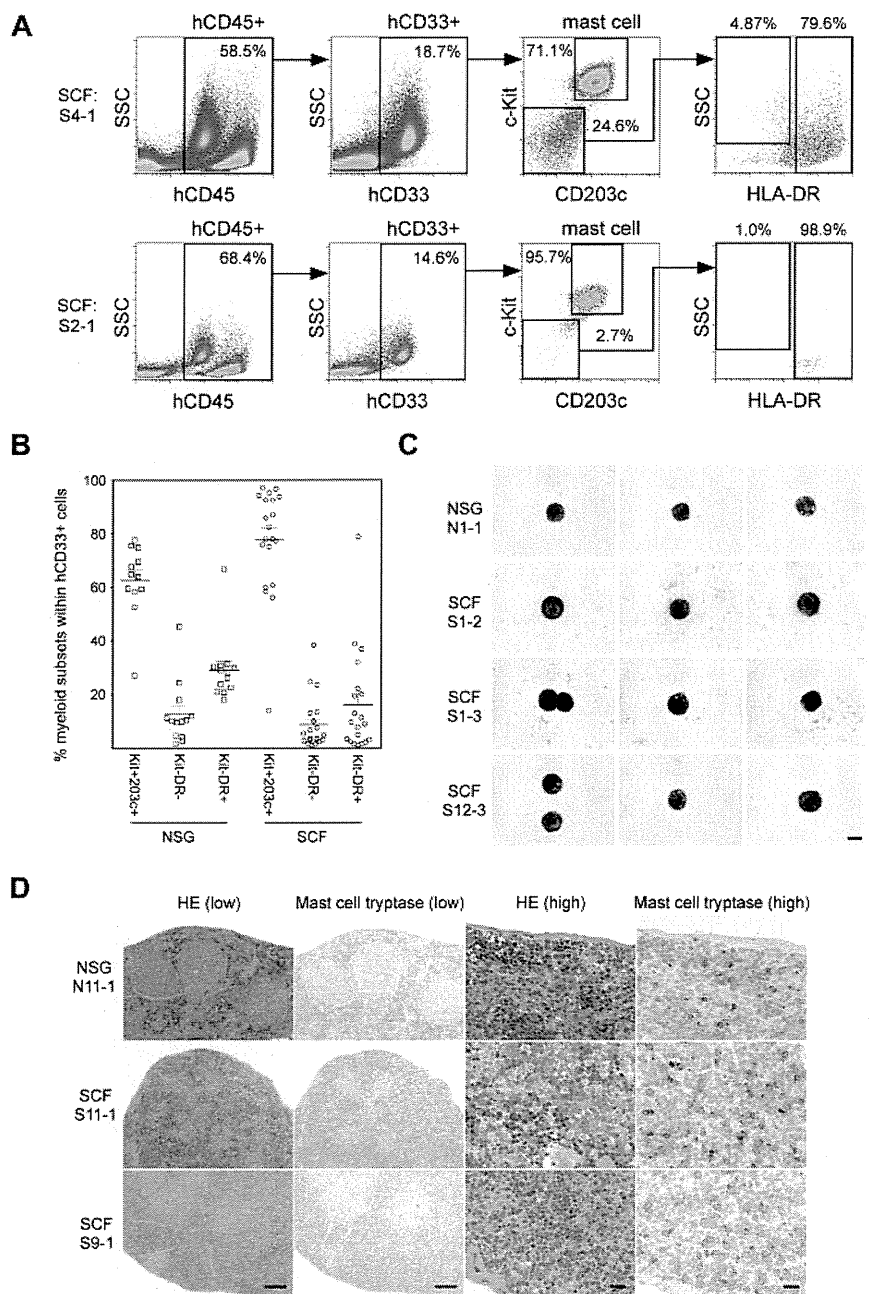 A
hCD45+
hCD33+
mast cell
4.87%
79.6%
58.5%
18.7%
71.1%
24.6%
SCF:
S4-1
SSC
SSC
c-Kit
SSC
hCD45
hCD33
CD203c
HLA-DR
hCD45+
hCD33+
mast cell
1.0%
98.9%
68.4%
14.6%
95.7%
2.7%
SCF:
S2-1
SSC
SSC
c-Kit
SSC
hCD45
hCD33
CD203c
HLA-DR
B
% myeloid subsets within hCD33+ cells
100
80
60
40
20
Kit+203c+
Kit-DR-
Kit-DR+
Kit+203c+
Kit-DR-
Kit-DR+
NSG
SCF
C
NSG
N1-1
SCF
S1-2
SCF
S1-3
SCF
S12-3
D
HE (low)
Mast cell tryptase (low)
HE (high)
Mast cell tryptase (high)
NSG
N11-1
SCF
S11-1
SCF
S9-1